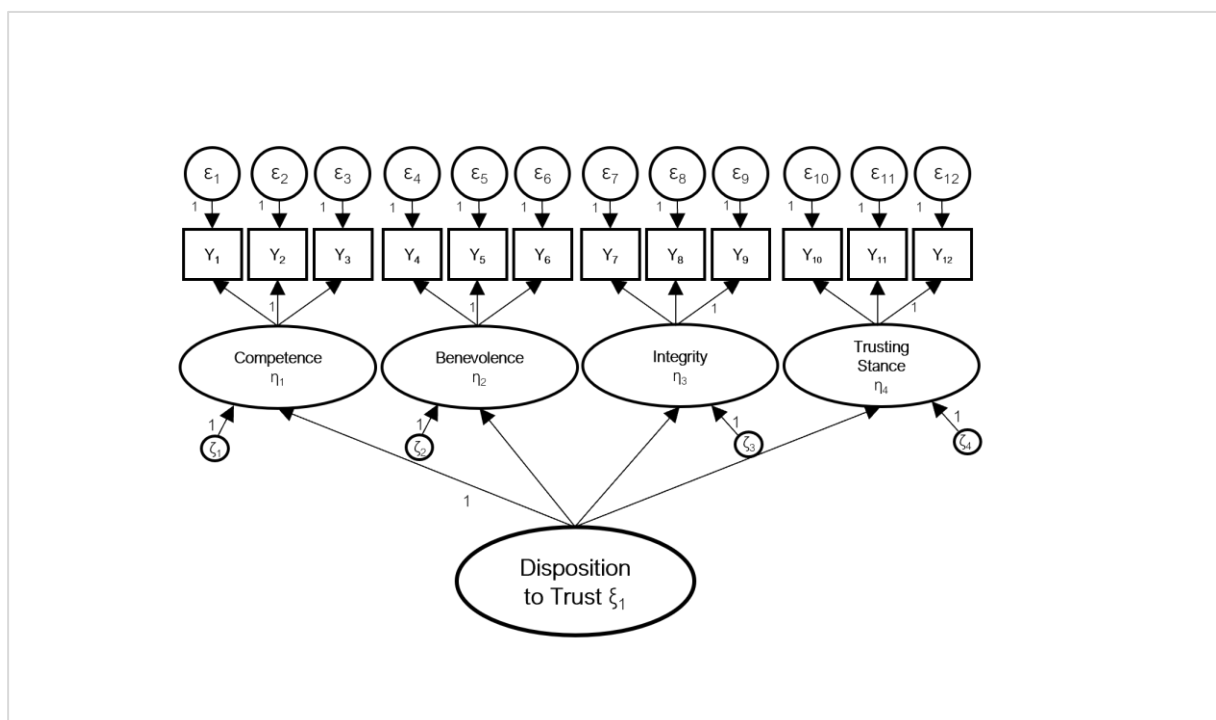 ε₁ ε₂ ε₃ ε₄ ε₅ ε₆ ε₇ ε₈ ε₉ ε₁₀ ε₁₁ ε₁₂
1 1 1 1 1 1 1 1 1 1 1 1
Y₁ Y₂ Y₃ Y₄ Y₅ Y₆ Y₇ Y₈ Y₉ Y₁₀ Y₁₁ Y₁₂
1 1 1 1
Competence
η₁
Benevolence
η₂
Integrity
η₃
Trusting
Stance
η₄
1 1 1 1
ζ₁ ζ₂ ζ₃ ζ₄
1
Disposition
to Trust ξ₁